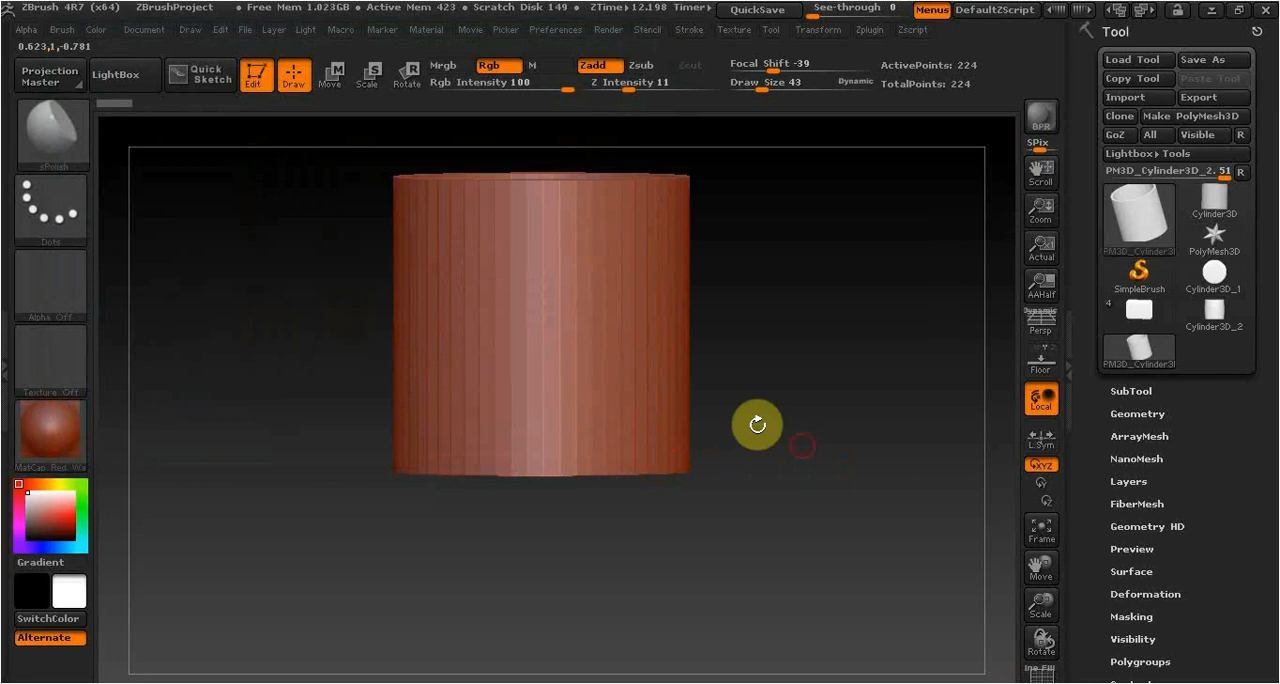 ZBrush 4R7 (x64) ZBrushProject • Free Mem 1.023GB • Active Mem 423 • Scratch Disk 149 • ZTime▸12.198 Timer▸ QuickSave See-through 0 Menus DefaultZScript
Alpha Brush Color Document Draw Edit File Layer Light Macro Marker Material Movie Picker Preferences Render Stencil Stroke Texture Tool Transform Zplugin Zscript
0.623,1,-0.781
Projection Master
LightBox
Quick Sketch
Edit
Draw
Move
Scale
Rotate
Mrgb Rgb M
Rgb Intensity 100
Zadd Zsub Zcut
Z Intensity 11
Focal Shift -39
Draw Size 43 Dynamic
ActivePoints: 224
TotalPoints: 224
sPolish
Dots
Alpha Off
Texture Off
MatCap Red Wa
Gradient
SwitchColor
Alternate
BPR
SPix
Scroll
Zoom
Actual
AAHalf
Dynamic
Persp
Floor
Local
L.Sym
XYZ
Y
Z
Frame
Move
Scale
Rotate
Line Fill
Tool
Load Tool Save As
Copy Tool Paste Tool
Import Export
Clone Make PolyMesh3D
GoZ All Visible R
Lightbox▸Tools
PM3D_Cylinder3D_2. 51 R
PM3D_Cylinder3I
Cylinder3D
PolyMesh3D
SimpleBrush
Cylinder3D_1
4
Cylinder3D_2
PM3D_Cylinder3I
SubTool
Geometry
ArrayMesh
NanoMesh
Layers
FiberMesh
Geometry HD
Preview
Surface
Deformation
Masking
Visibility
Polygroups